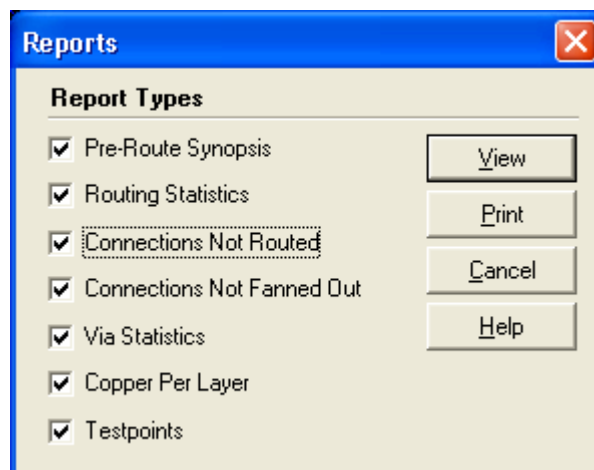 Reports
Report Types
Pre-Route Synopsis
Routing Statistics
Connections Not Routed
Connections Not Fanned Out
Via Statistics
Copper Per Layer
Testpoints
View
Print
Cancel
Help